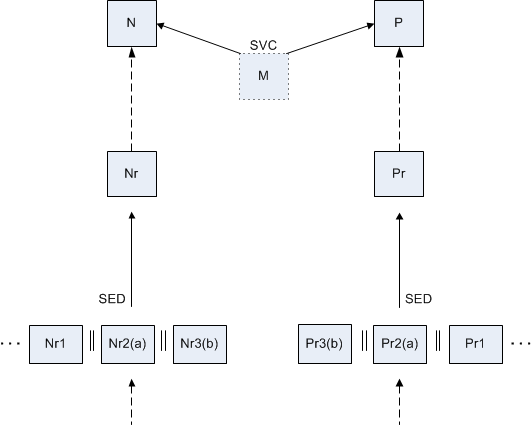 N P
SVC
M
Nr Pr
SED SED
... Nr1 || Nr2(a) || Nr3(b) Pr3(b) || Pr2(a) || Pr1 ...